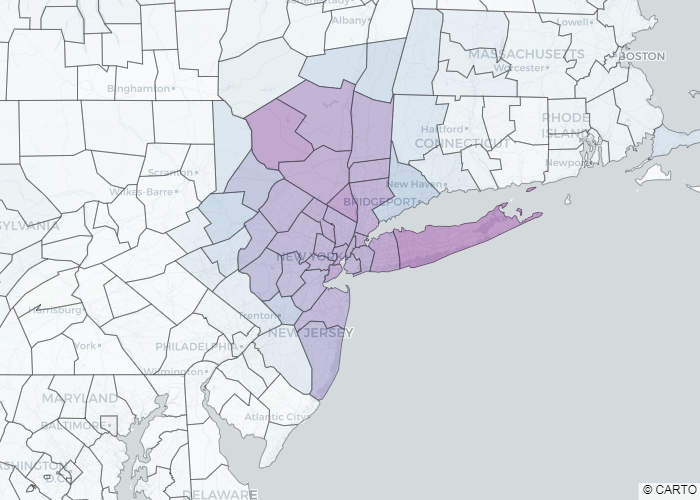 Albany
Lowell
MASSACHUSETTS
BOSTON
Worcester
Binghamton
Hartford
CONNECTICUT
RHODE
ISLAND
Newport
Scranton
Wilkes-Barre
New Haven
BRIDGEPORT
SYLVANIA
NEW YORK
Harrisburg
Trenton
NEW JERSEY
York
PHILADELPHIA
Wilmington
MARYLAND
BALTIMORE
Atlantic City
ASHINGTON
D.C.
DELAWARE
© CARTO